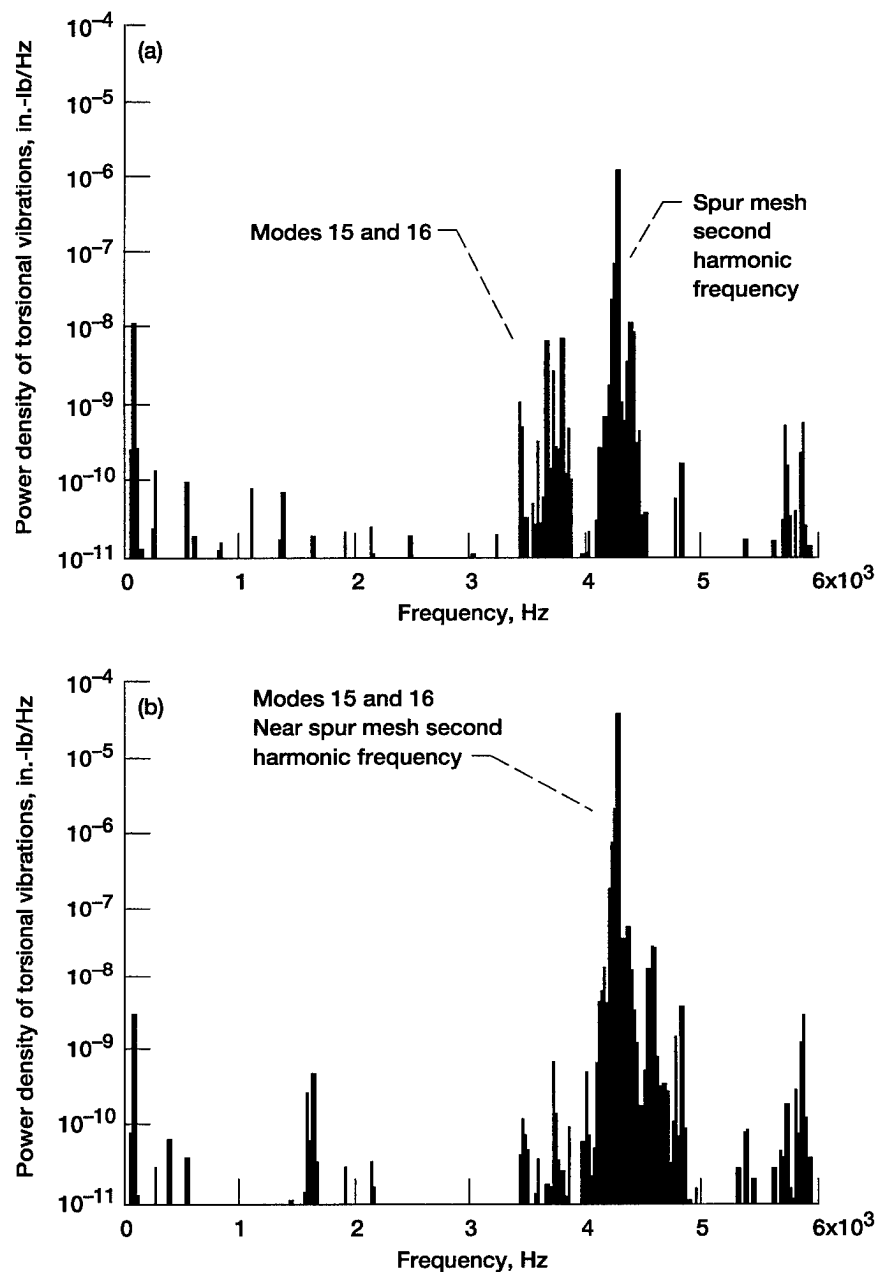 Power density of torsional vibrations, in.-lb/Hz
(a)
10⁻⁴
10⁻⁵
10⁻⁶
10⁻⁷
10⁻⁸
10⁻⁹
10⁻¹⁰
10⁻¹¹
Modes 15 and 16
Spur mesh
second
harmonic
frequency
0 1 2 3 4 5 6x10³
Frequency, Hz
Power density of torsional vibrations, in.-lb/Hz
(b)
10⁻⁴
10⁻⁵
10⁻⁶
10⁻⁷
10⁻⁸
10⁻⁹
10⁻¹⁰
10⁻¹¹
Modes 15 and 16
Near spur mesh second
harmonic frequency
0 1 2 3 4 5 6x10³
Frequency, Hz